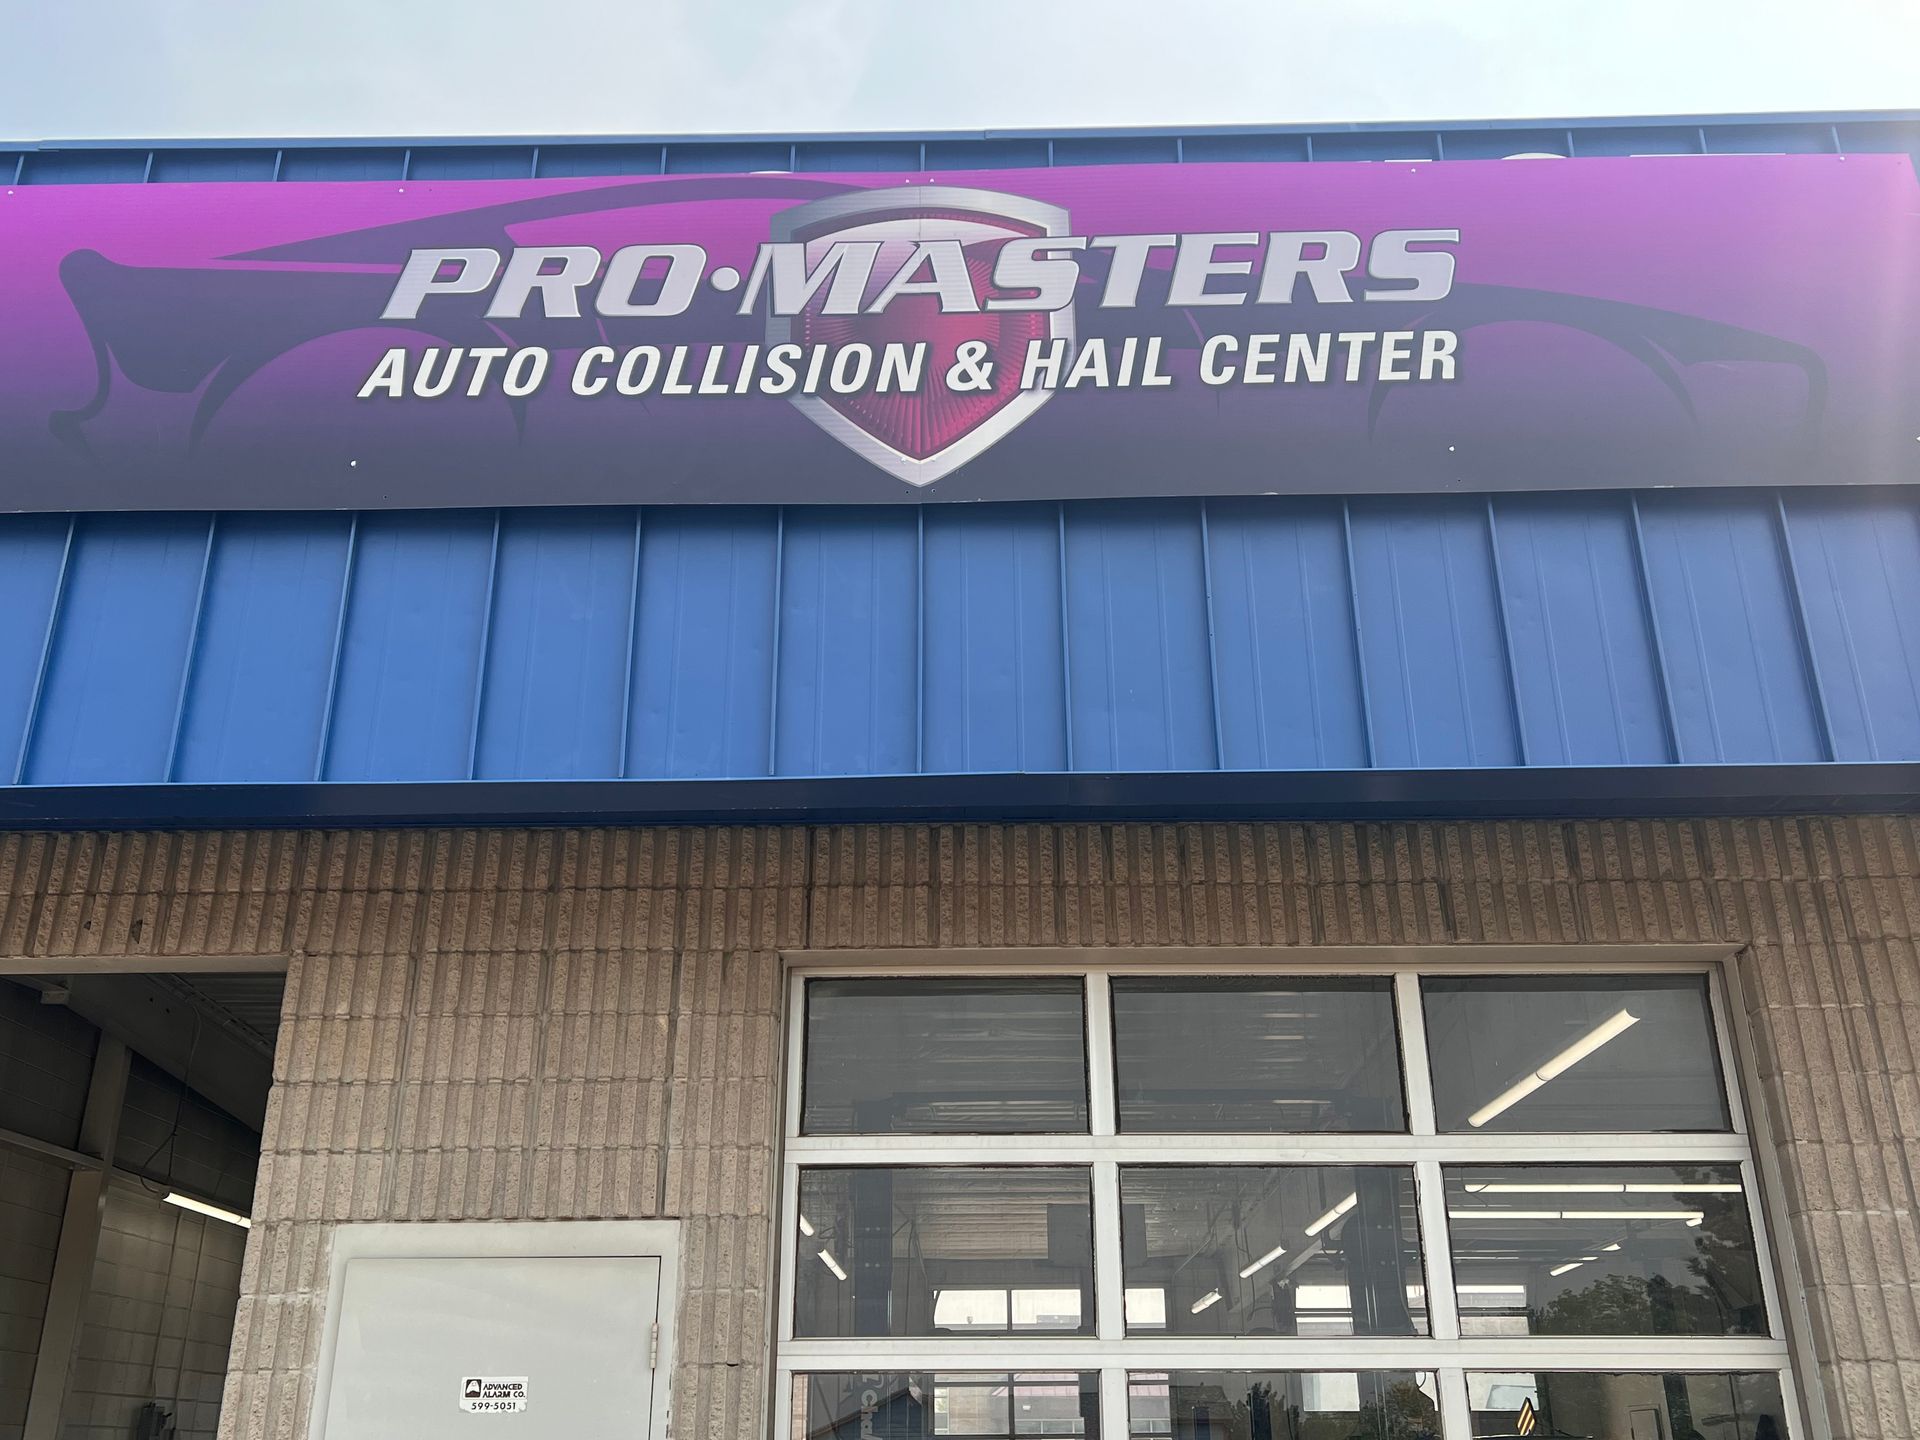 PRO•MASTERS
AUTO COLLISION & HAIL CENTER
ADVANCED
ALARM CO.
599-5051